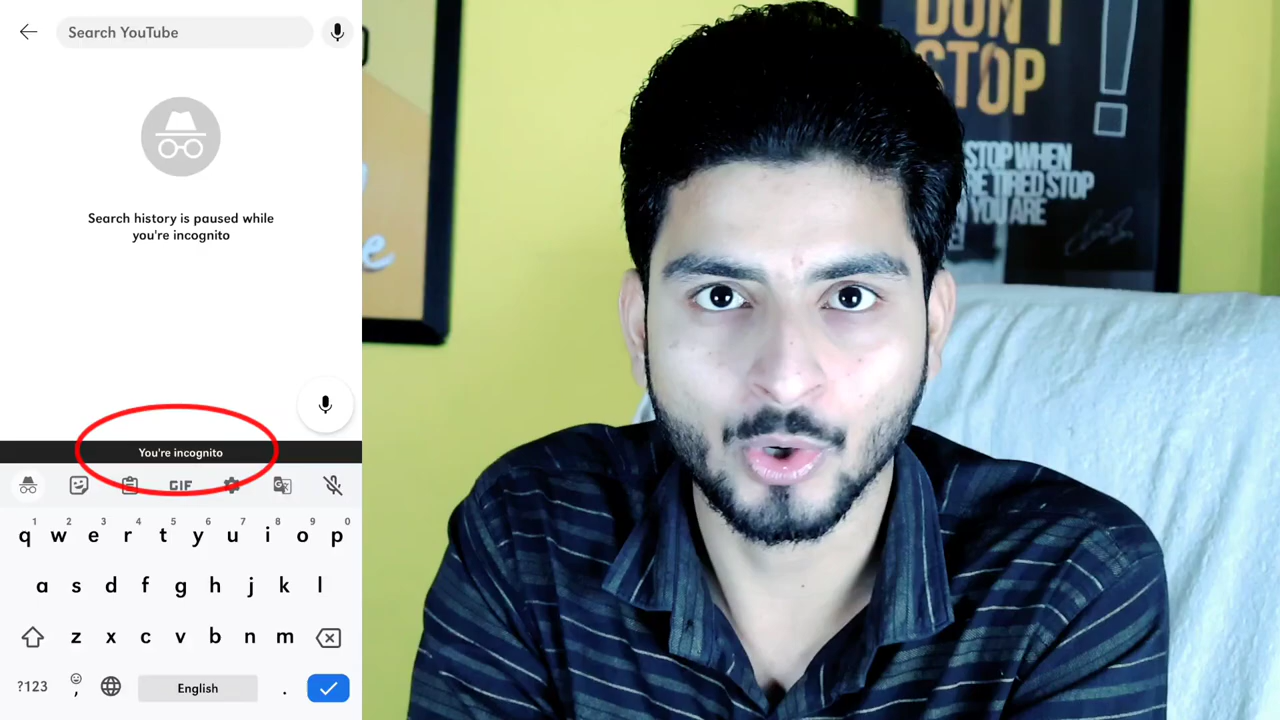 Search YouTube
Search history is paused while
you're incognito
You're incognito
GIF
1 2 3 4 5 6 7 8 9 0
q w e r t y u i o p
a s d f g h j k l
z x c v b n m
?123 , English .
DON'T
STOP
!
STOP WHEN
TIRED STOP
YOU ARE